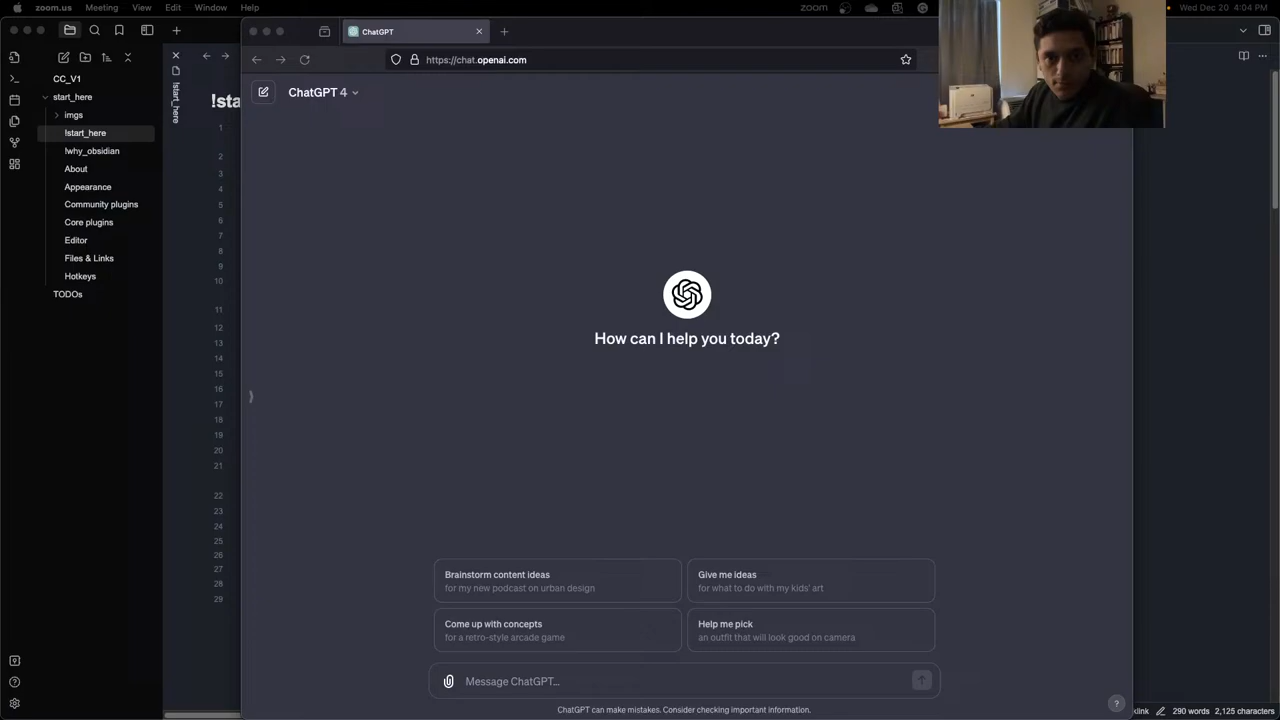 zoom.us Meeting View Edit Window Help
zoom Wed Dec 20 4:04 PM
ChatGPT
https://chat.openai.com
ChatGPT 4
CC_V1
start_here
imgs
!start_here
!why_obsidian
About
Appearance
Community plugins
Core plugins
Editor
Files & Links
Hotkeys
TODOs
!start_here
!sta
1
2
3
4
5
6
7
8
9
10
11
12
13
14
15
16
17
18
19
20
21
22
23
24
25
26
27
28
29
How can I help you today?
Brainstorm content ideas
for my new podcast on urban design
Give me ideas
for what to do with my kids' art
Come up with concepts
for a retro-style arcade game
Help me pick
an outfit that will look good on camera
Message ChatGPT...
ChatGPT can make mistakes. Consider checking important information.
?
klink 290 words 2,125 characters